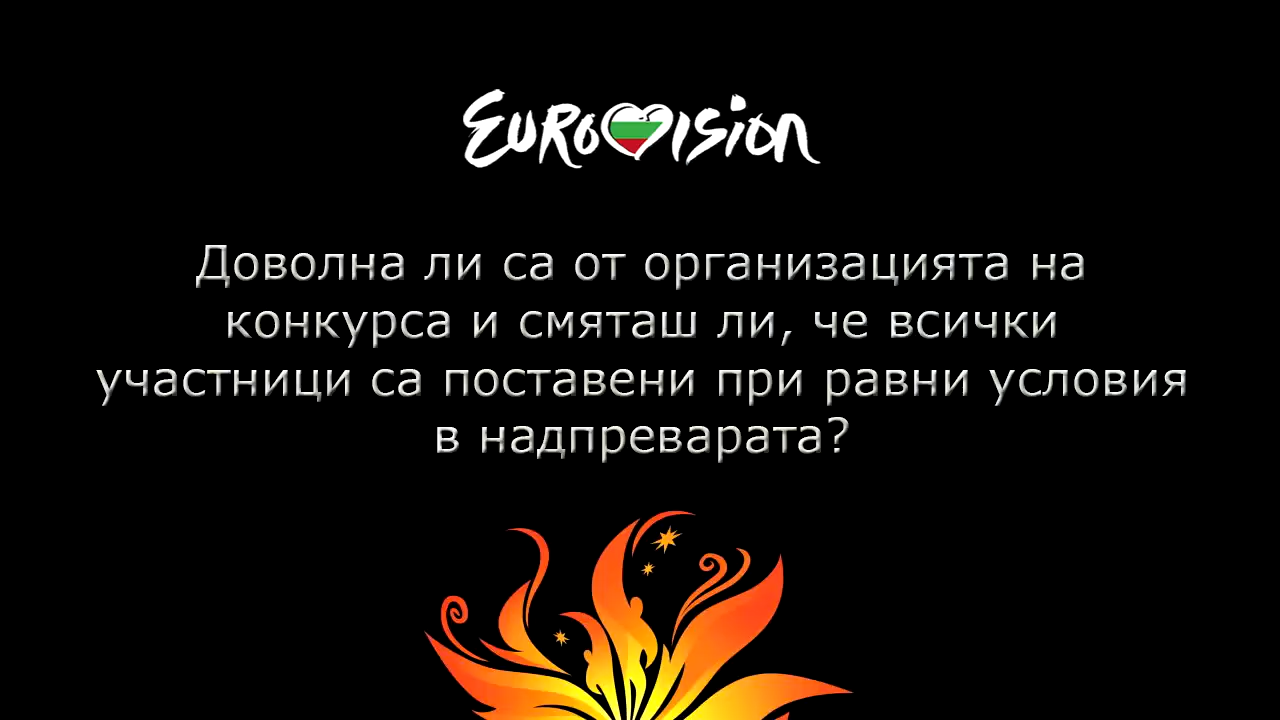 EUROVISION
Доволна ли са от организацията на
конкурса и смяташ ли, че всички
участници са поставени при равни условия
в надпреварата?